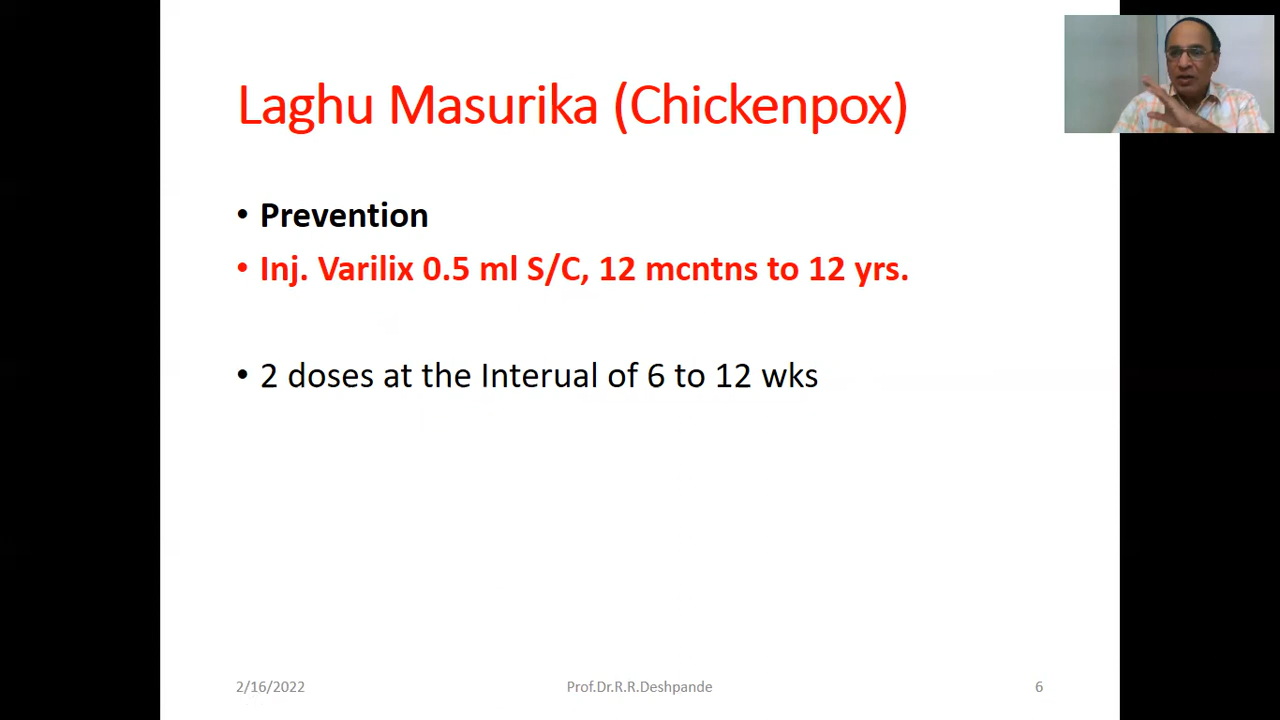 Laghu Masurika (Chickenpox)
• Prevention
• Inj. Varilix 0.5 ml S/C, 12 mcntns to 12 yrs.
• 2 doses at the Interual of 6 to 12 wks
2/16/2022
Prof.Dr.R.R.Deshpande
6